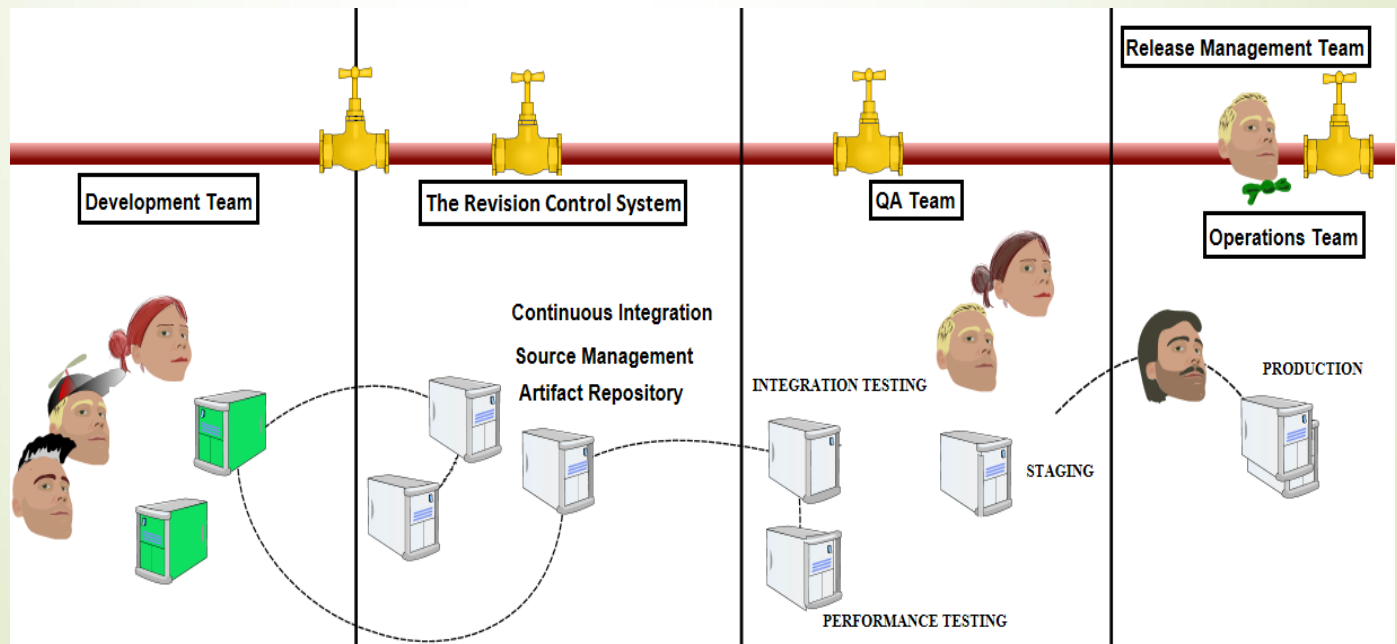 Release Management Team
Development Team
The Revision Control System
QA Team
Operations Team
Continuous Integration
Source Management
Artifact Repository
INTEGRATION TESTING
PRODUCTION
STAGING
PERFORMANCE TESTING